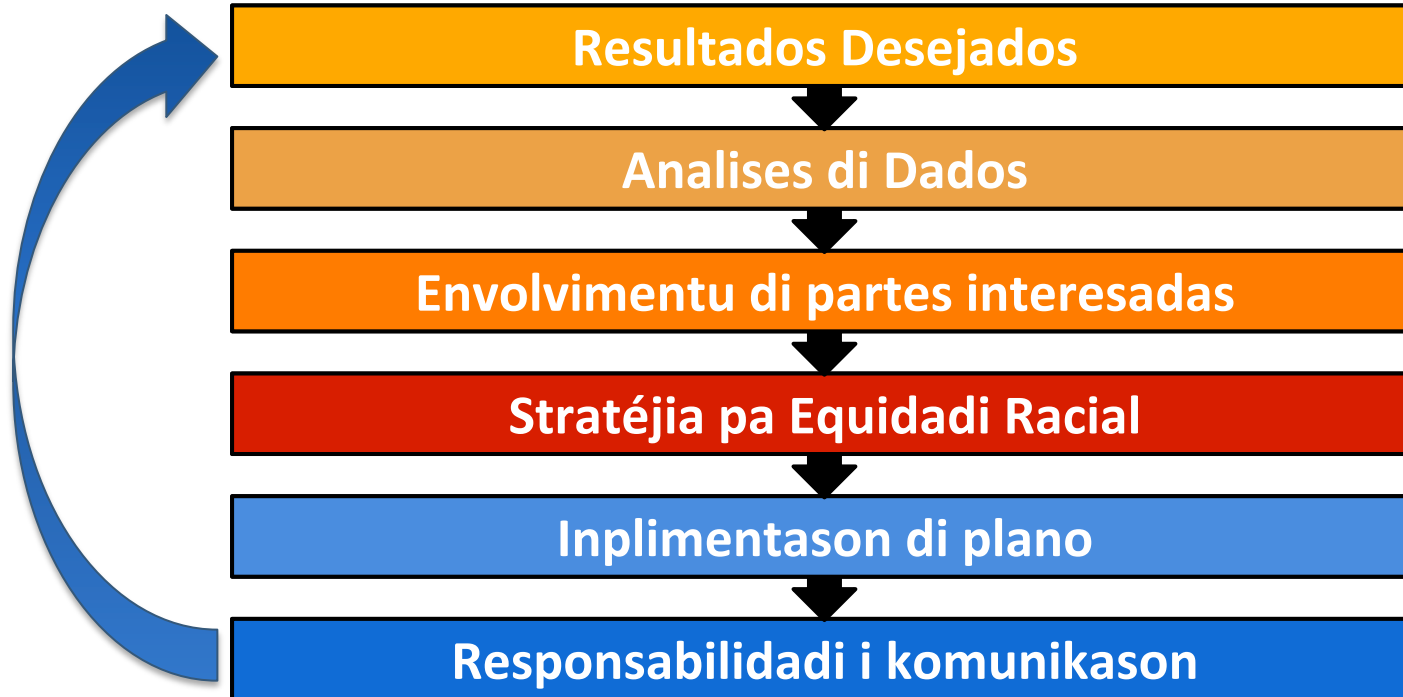 Resultados Desejados
Analises di Dados
Envolvimentu di partes interesadas
Stratéjia pa Equidadi Racial
Inplimentason di plano
Responsabilidadi i komunikason